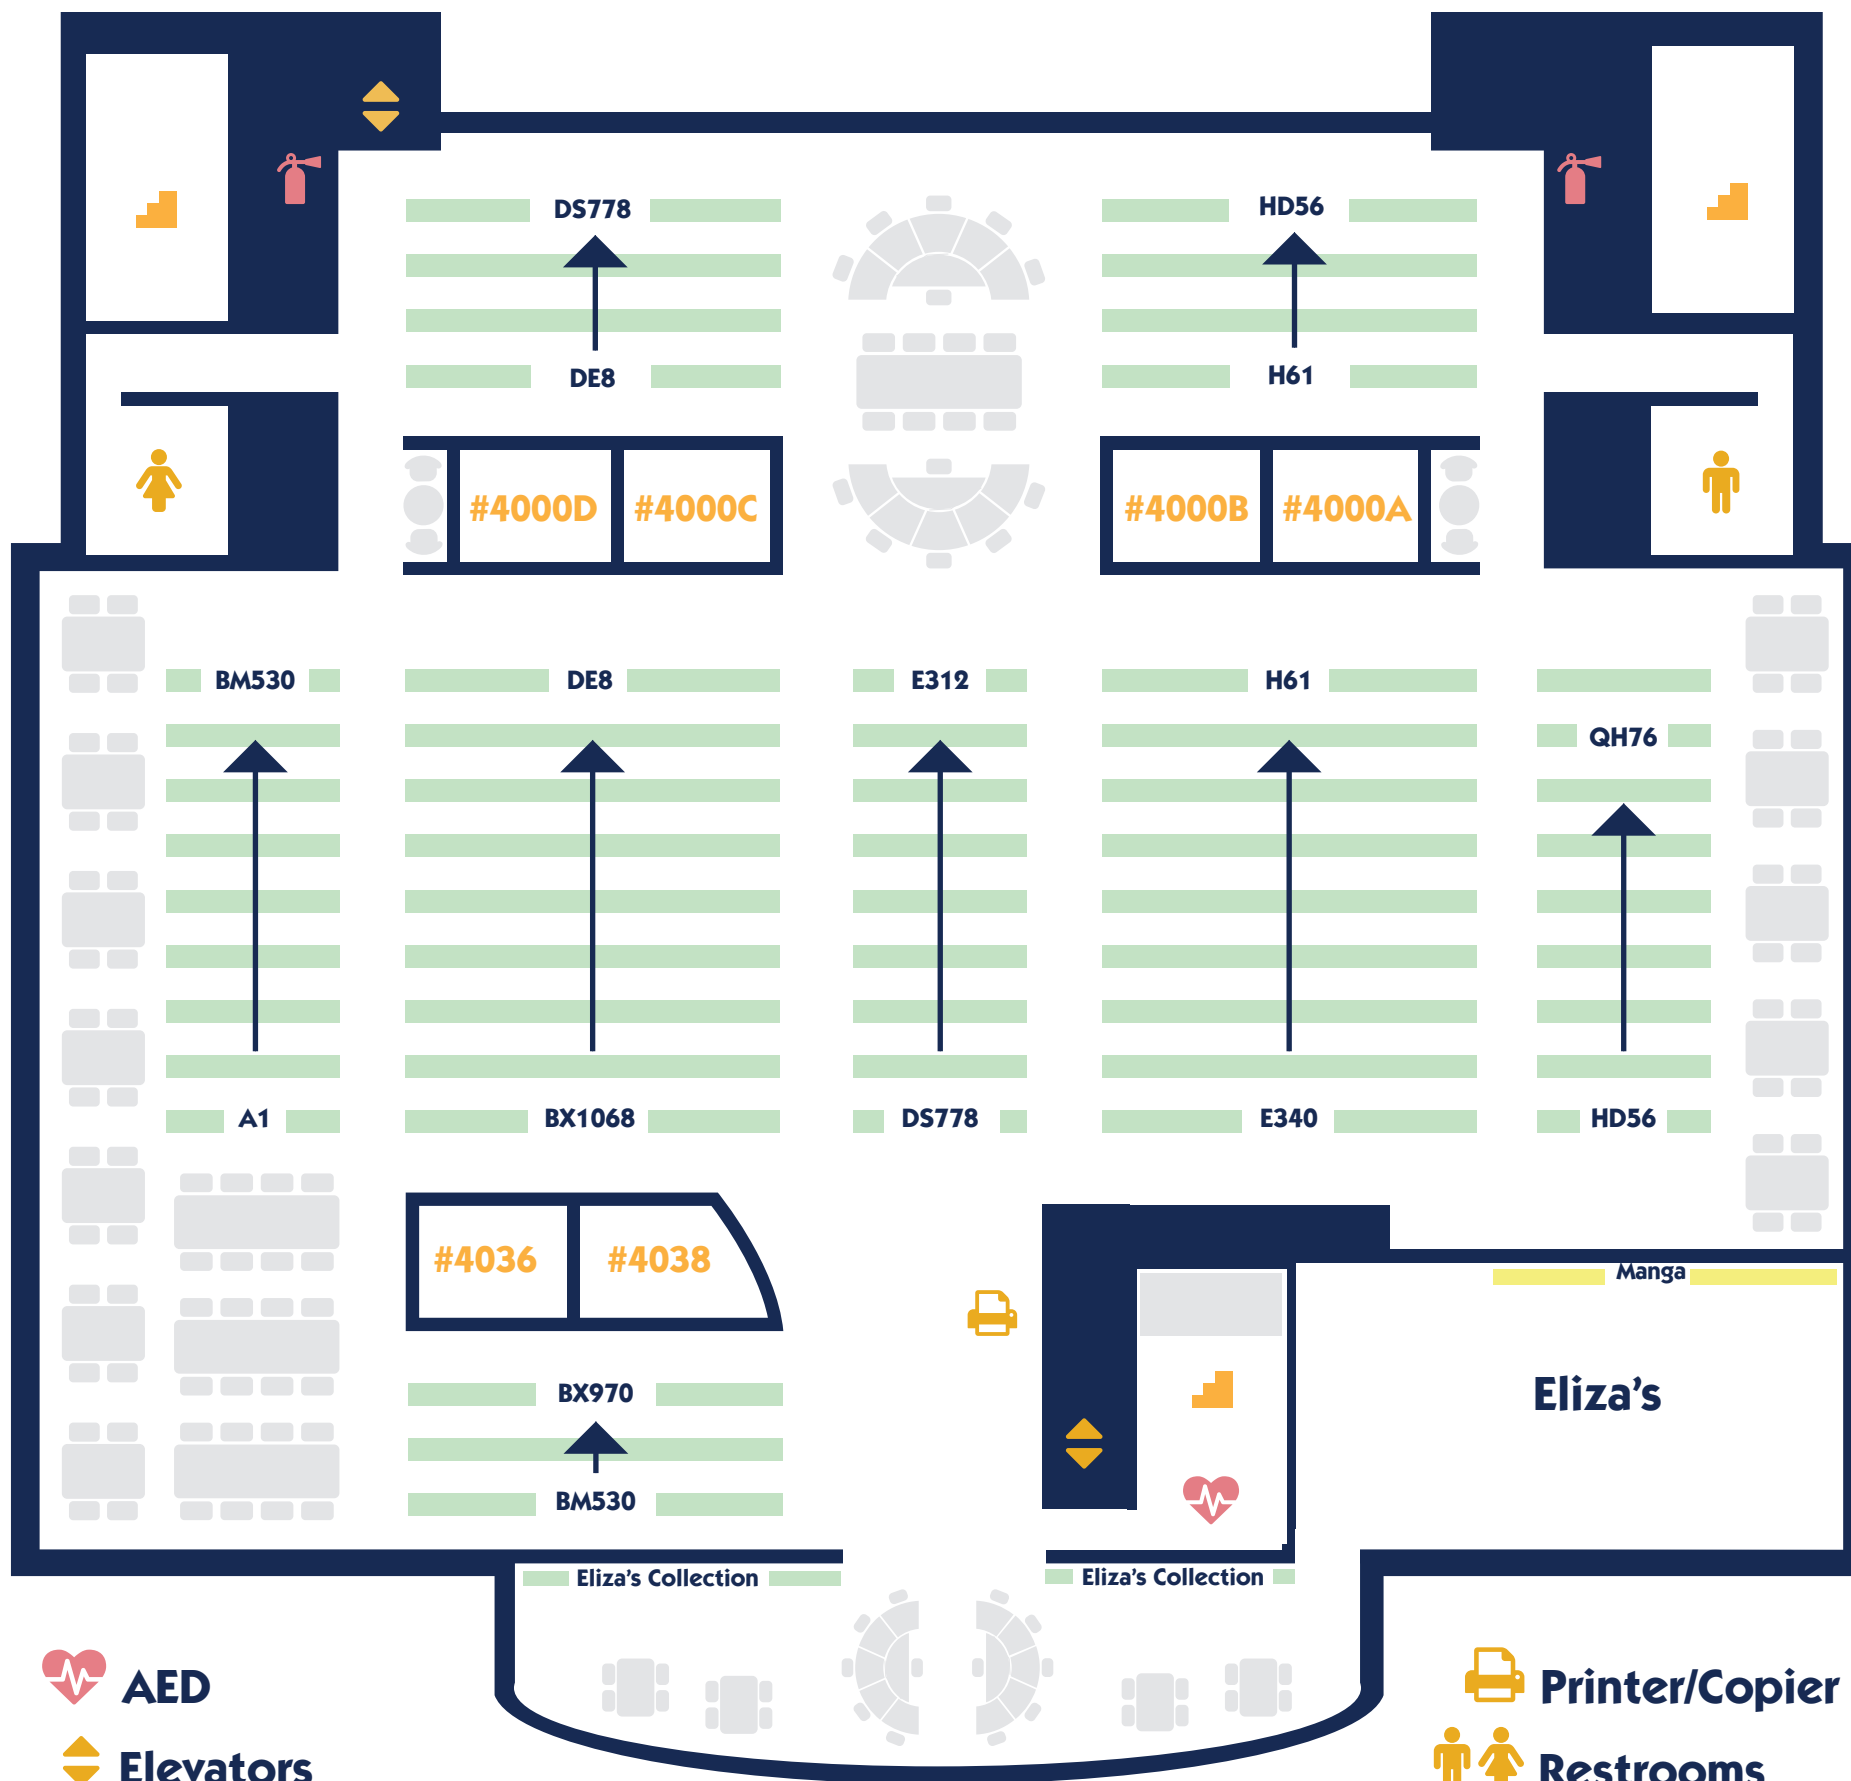 DS778
HD56
DE8
H61
#4000D
#4000C
#4000B
#4000A
BM530
DE8
E312
H61
QH76
A1
BX1068
DS778
E340
HD56
#4036
#4038
Manga
Eliza's
BX970
BM530
Eliza's Collection
Eliza's Collection
AED
Printer/Copier
Elevators
Restrooms